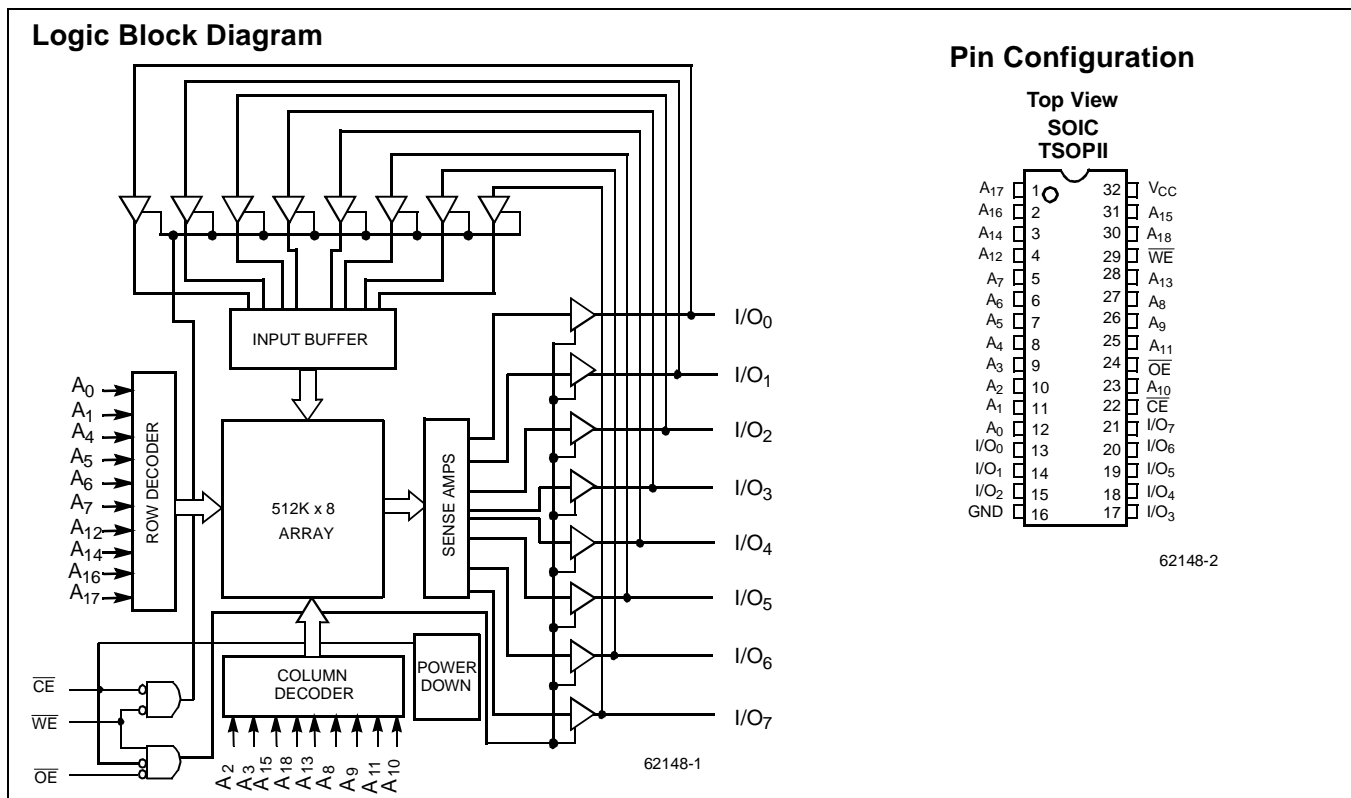 Logic Block Diagram
INPUT BUFFER
A0
A1
A4
A5
A6
A7
A12
A14
A16
A17
ROW DECODER
512K x 8
ARRAY
SENSE AMPS
COLUMN
DECODER
POWER
DOWN
CE
WE
OE
A2
A3
A15
A18
A13
A8
A9
A11
A10
I/O0
I/O1
I/O2
I/O3
I/O4
I/O5
I/O6
I/O7
62148-1
Pin Configuration
Top View
SOIC
TSOPII
A17 1 32 VCC
A16 2 31 A15
A14 3 30 A18
A12 4 29 WE
A7 5 28 A13
A6 6 27 A8
A5 7 26 A9
A4 8 25 A11
A3 9 24 OE
A2 10 23 A10
A1 11 22 CE
A0 12 21 I/O7
I/O0 13 20 I/O6
I/O1 14 19 I/O5
I/O2 15 18 I/O4
GND 16 17 I/O3
62148-2